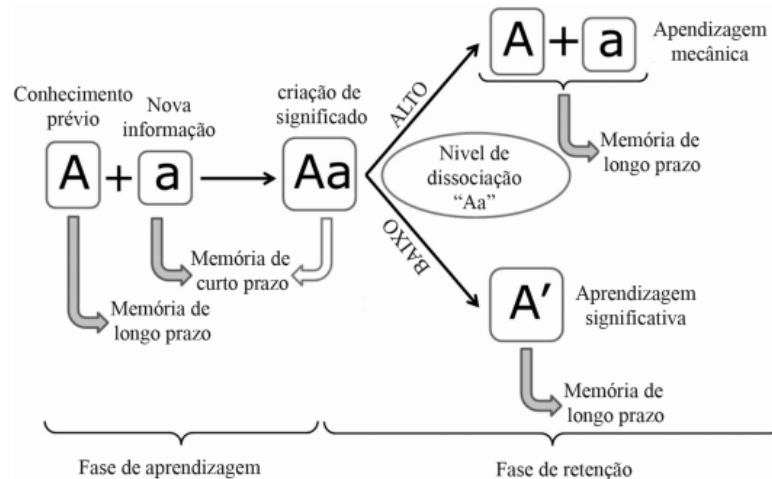 Conhecimento
prévio
Nova
informação
criação de
significado
A + a
Aa
Memória de
curto prazo
Memória de
longo prazo
ALTO
Nivel de
dissociação
“Aa”
BAIXO
A + a
Apendizagem
mecânica
Memória de
longo prazo
A′
Aprendizagem
significativa
Memória de
longo prazo
Fase de aprendizagem
Fase de retenção